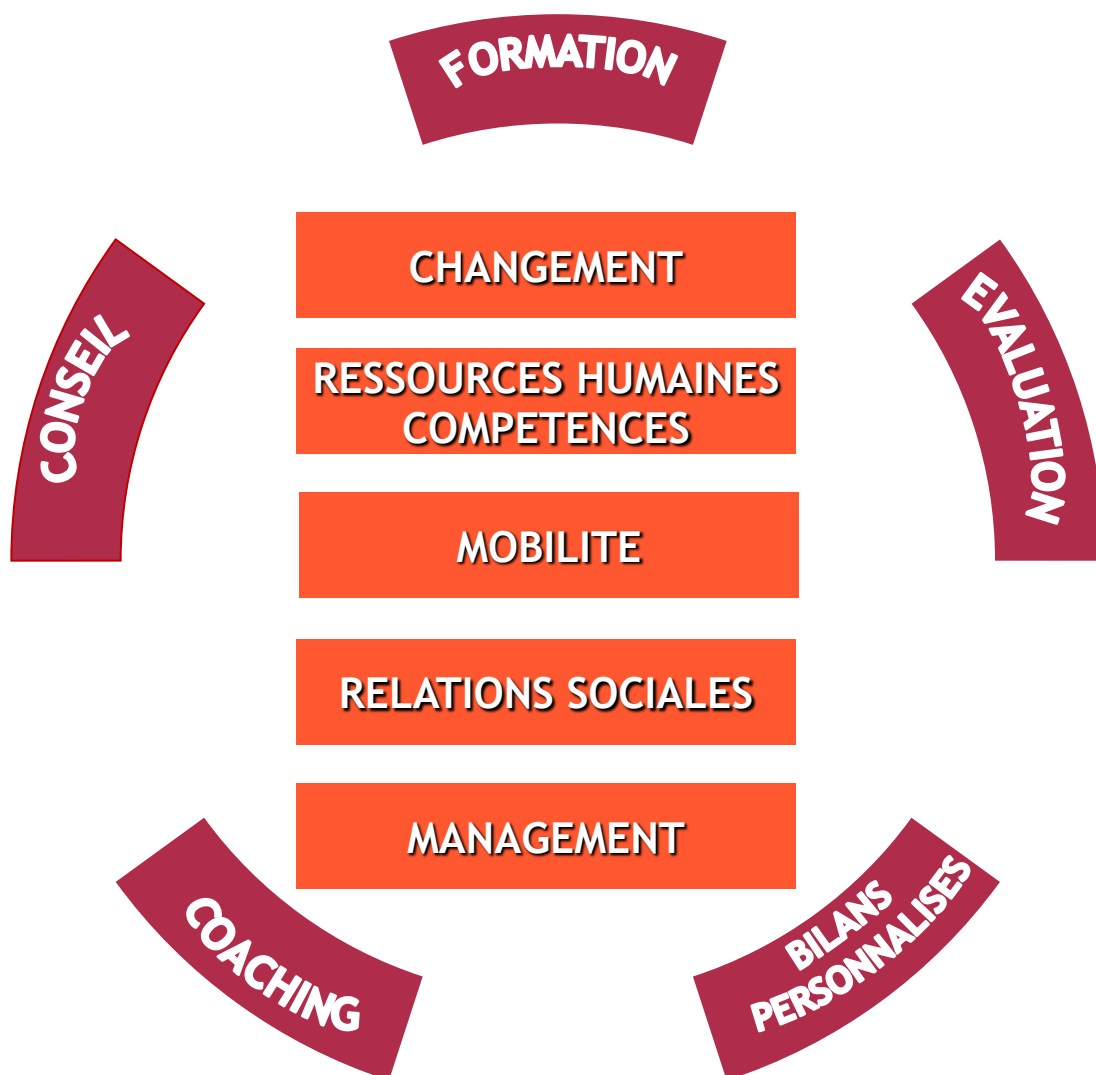 FORMATION
CHANGEMENT
CONSEIL
EVALUATION
RESSOURCES HUMAINES
COMPETENCES
MOBILITE
RELATIONS SOCIALES
MANAGEMENT
COACHING
BILANS
PERSONNALISES